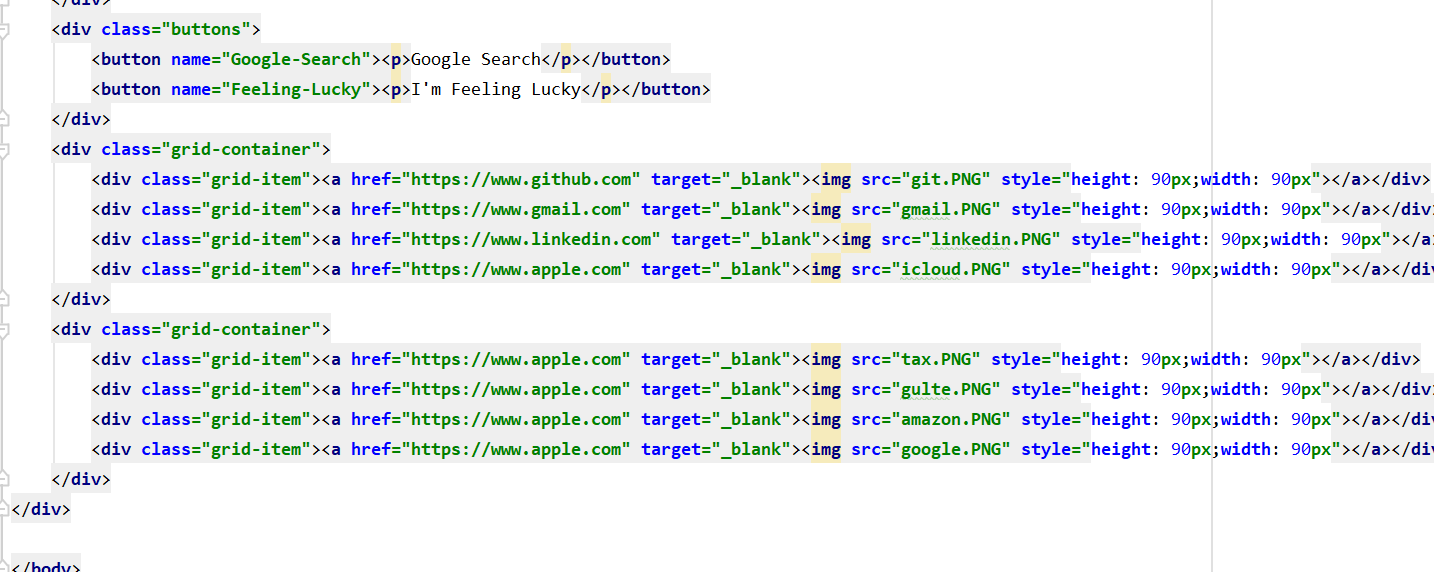 </div>
<div class="buttons">
<button name="Google-Search"><p>Google Search</p></button>
<button name="Feeling-Lucky"><p>I'm Feeling Lucky</p></button>
</div>
<div class="grid-container">
<div class="grid-item"><a href="https://www.github.com" target="_blank"><img src="git.PNG" style="height: 90px;width: 90px"></a></div>
<div class="grid-item"><a href="https://www.gmail.com" target="_blank"><img src="gmail.PNG" style="height: 90px;width: 90px"></a></div
<div class="grid-item"><a href="https://www.linkedin.com" target="_blank"><img src="linkedin.PNG" style="height: 90px;width: 90px"></a
<div class="grid-item"><a href="https://www.apple.com" target="_blank"><img src="icloud.PNG" style="height: 90px;width: 90px"></a></div
</div>
<div class="grid-container">
<div class="grid-item"><a href="https://www.apple.com" target="_blank"><img src="tax.PNG" style="height: 90px;width: 90px"></a></div>
<div class="grid-item"><a href="https://www.apple.com" target="_blank"><img src="gulte.PNG" style="height: 90px;width: 90px"></a></div
<div class="grid-item"><a href="https://www.apple.com" target="_blank"><img src="amazon.PNG" style="height: 90px;width: 90px"></a></div
<div class="grid-item"><a href="https://www.apple.com" target="_blank"><img src="google.PNG" style="height: 90px;width: 90px"></a></div
</div>
</div>
</body>